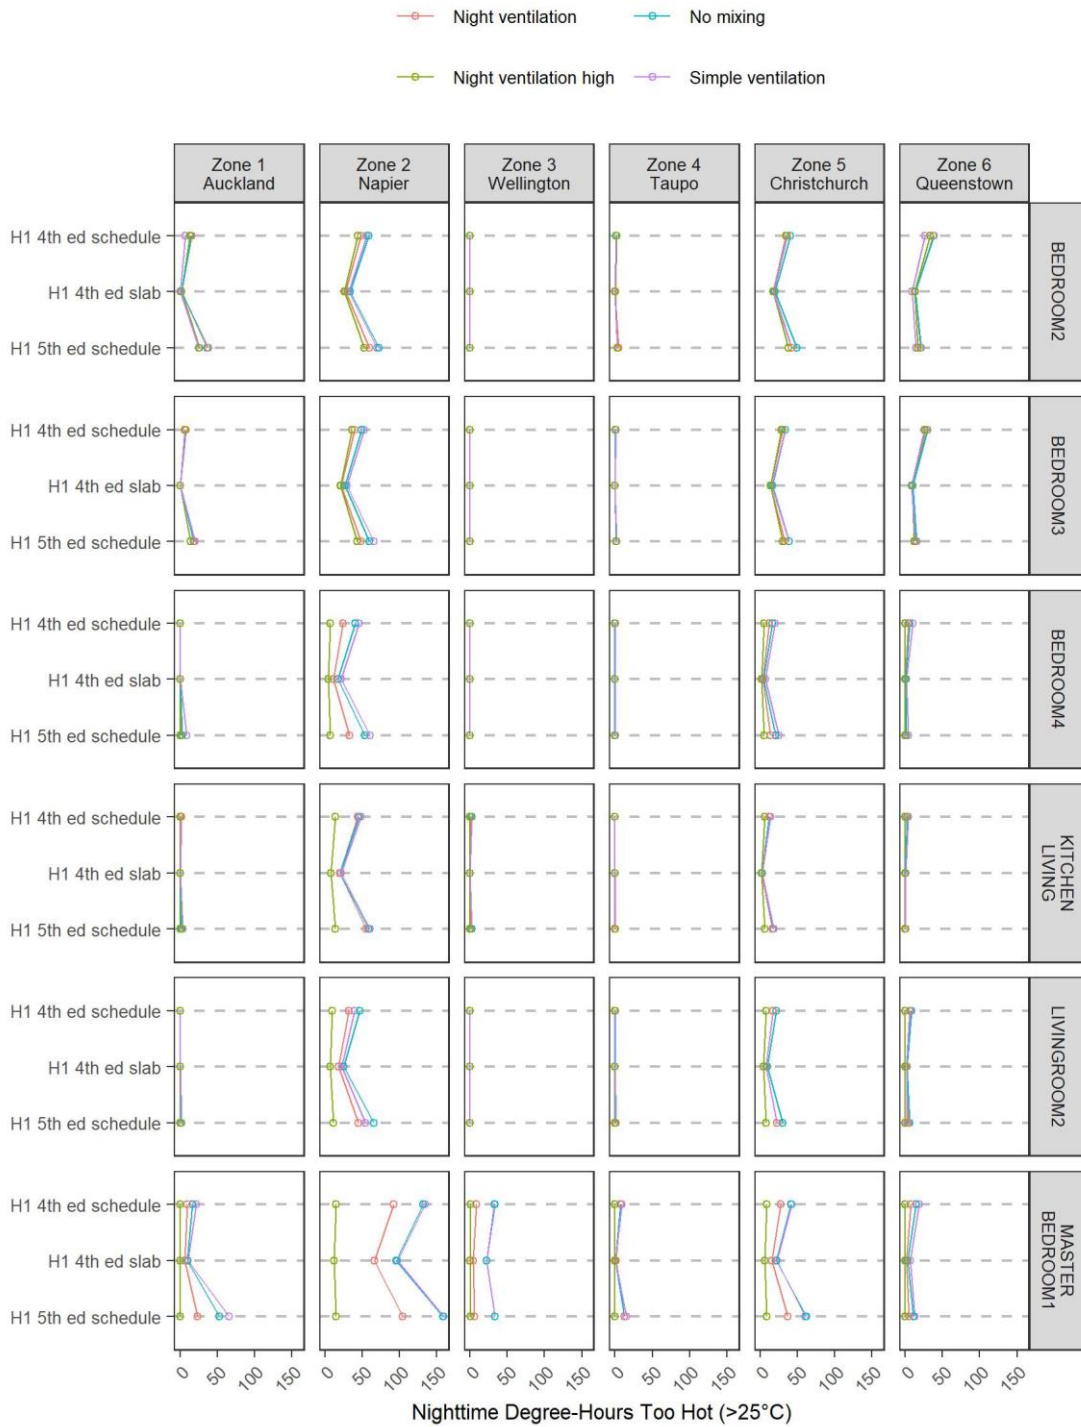 Night ventilation
No mixing
Night ventilation high
Simple ventilation
Zone 1
Auckland
Zone 2
Napier
Zone 3
Wellington
Zone 4
Taupo
Zone 5
Christchurch
Zone 6
Queenstown
H1 4th ed schedule
H1 4th ed slab
H1 5th ed schedule
BEDROOM2
H1 4th ed schedule
H1 4th ed slab
H1 5th ed schedule
BEDROOM3
H1 4th ed schedule
H1 4th ed slab
H1 5th ed schedule
BEDROOM4
H1 4th ed schedule
H1 4th ed slab
H1 5th ed schedule
KITCHEN
LIVING
H1 4th ed schedule
H1 4th ed slab
H1 5th ed schedule
LIVINGROOM2
H1 4th ed schedule
H1 4th ed slab
H1 5th ed schedule
MASTER
BEDROOM1
0 50 100 150 0 50 100 150 0 50 100 150 0 50 100 150 0 50 100 150 0 50 100 150
Nighttime Degree-Hours Too Hot (>25°C)